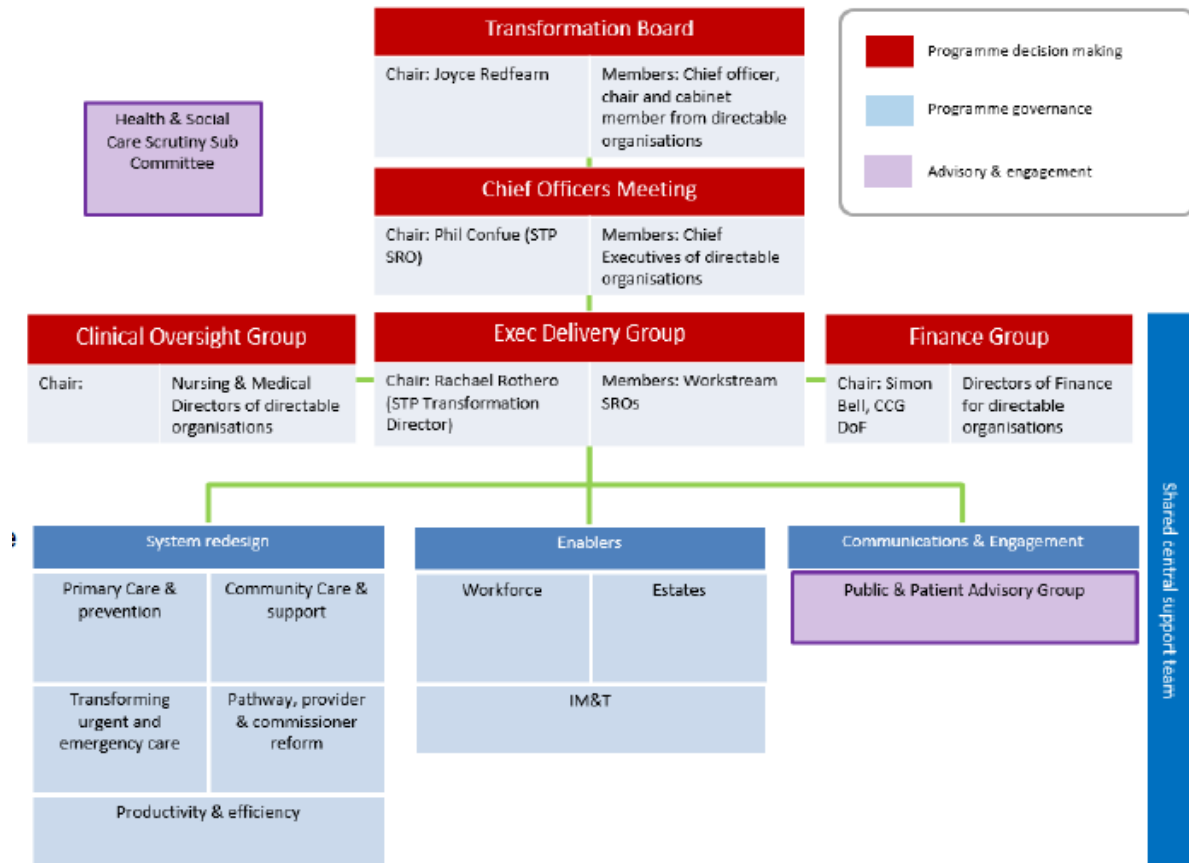 Transformation Board
Chair: Joyce Redfearn
Members: Chief officer,
chair and cabinet
member from directable
organisations
Programme decision making
Programme governance
Advisory & engagement
Health & Social
Care Scrutiny Sub
Committee
Chief Officers Meeting
Chair: Phil Confue (STP
SRO)
Members: Chief
Executives of directable
organisations
Clinical Oversight Group
Chair:
Nursing & Medical
Directors of directable
organisations
Exec Delivery Group
Chair: Rachael Rothero
(STP Transformation
Director)
Members: Workstream
SROs
Finance Group
Chair: Simon
Bell, CCG
DoF
Directors of Finance
for directable
organisations
Shared central support team
e
System redesign
Primary Care &
prevention
Community Care &
support
Transforming
urgent and
emergency care
Pathway, provider
& commissioner
reform
Productivity & efficiency
Enablers
Workforce
Estates
IM&T
Communications & Engagement
Public & Patient Advisory Group